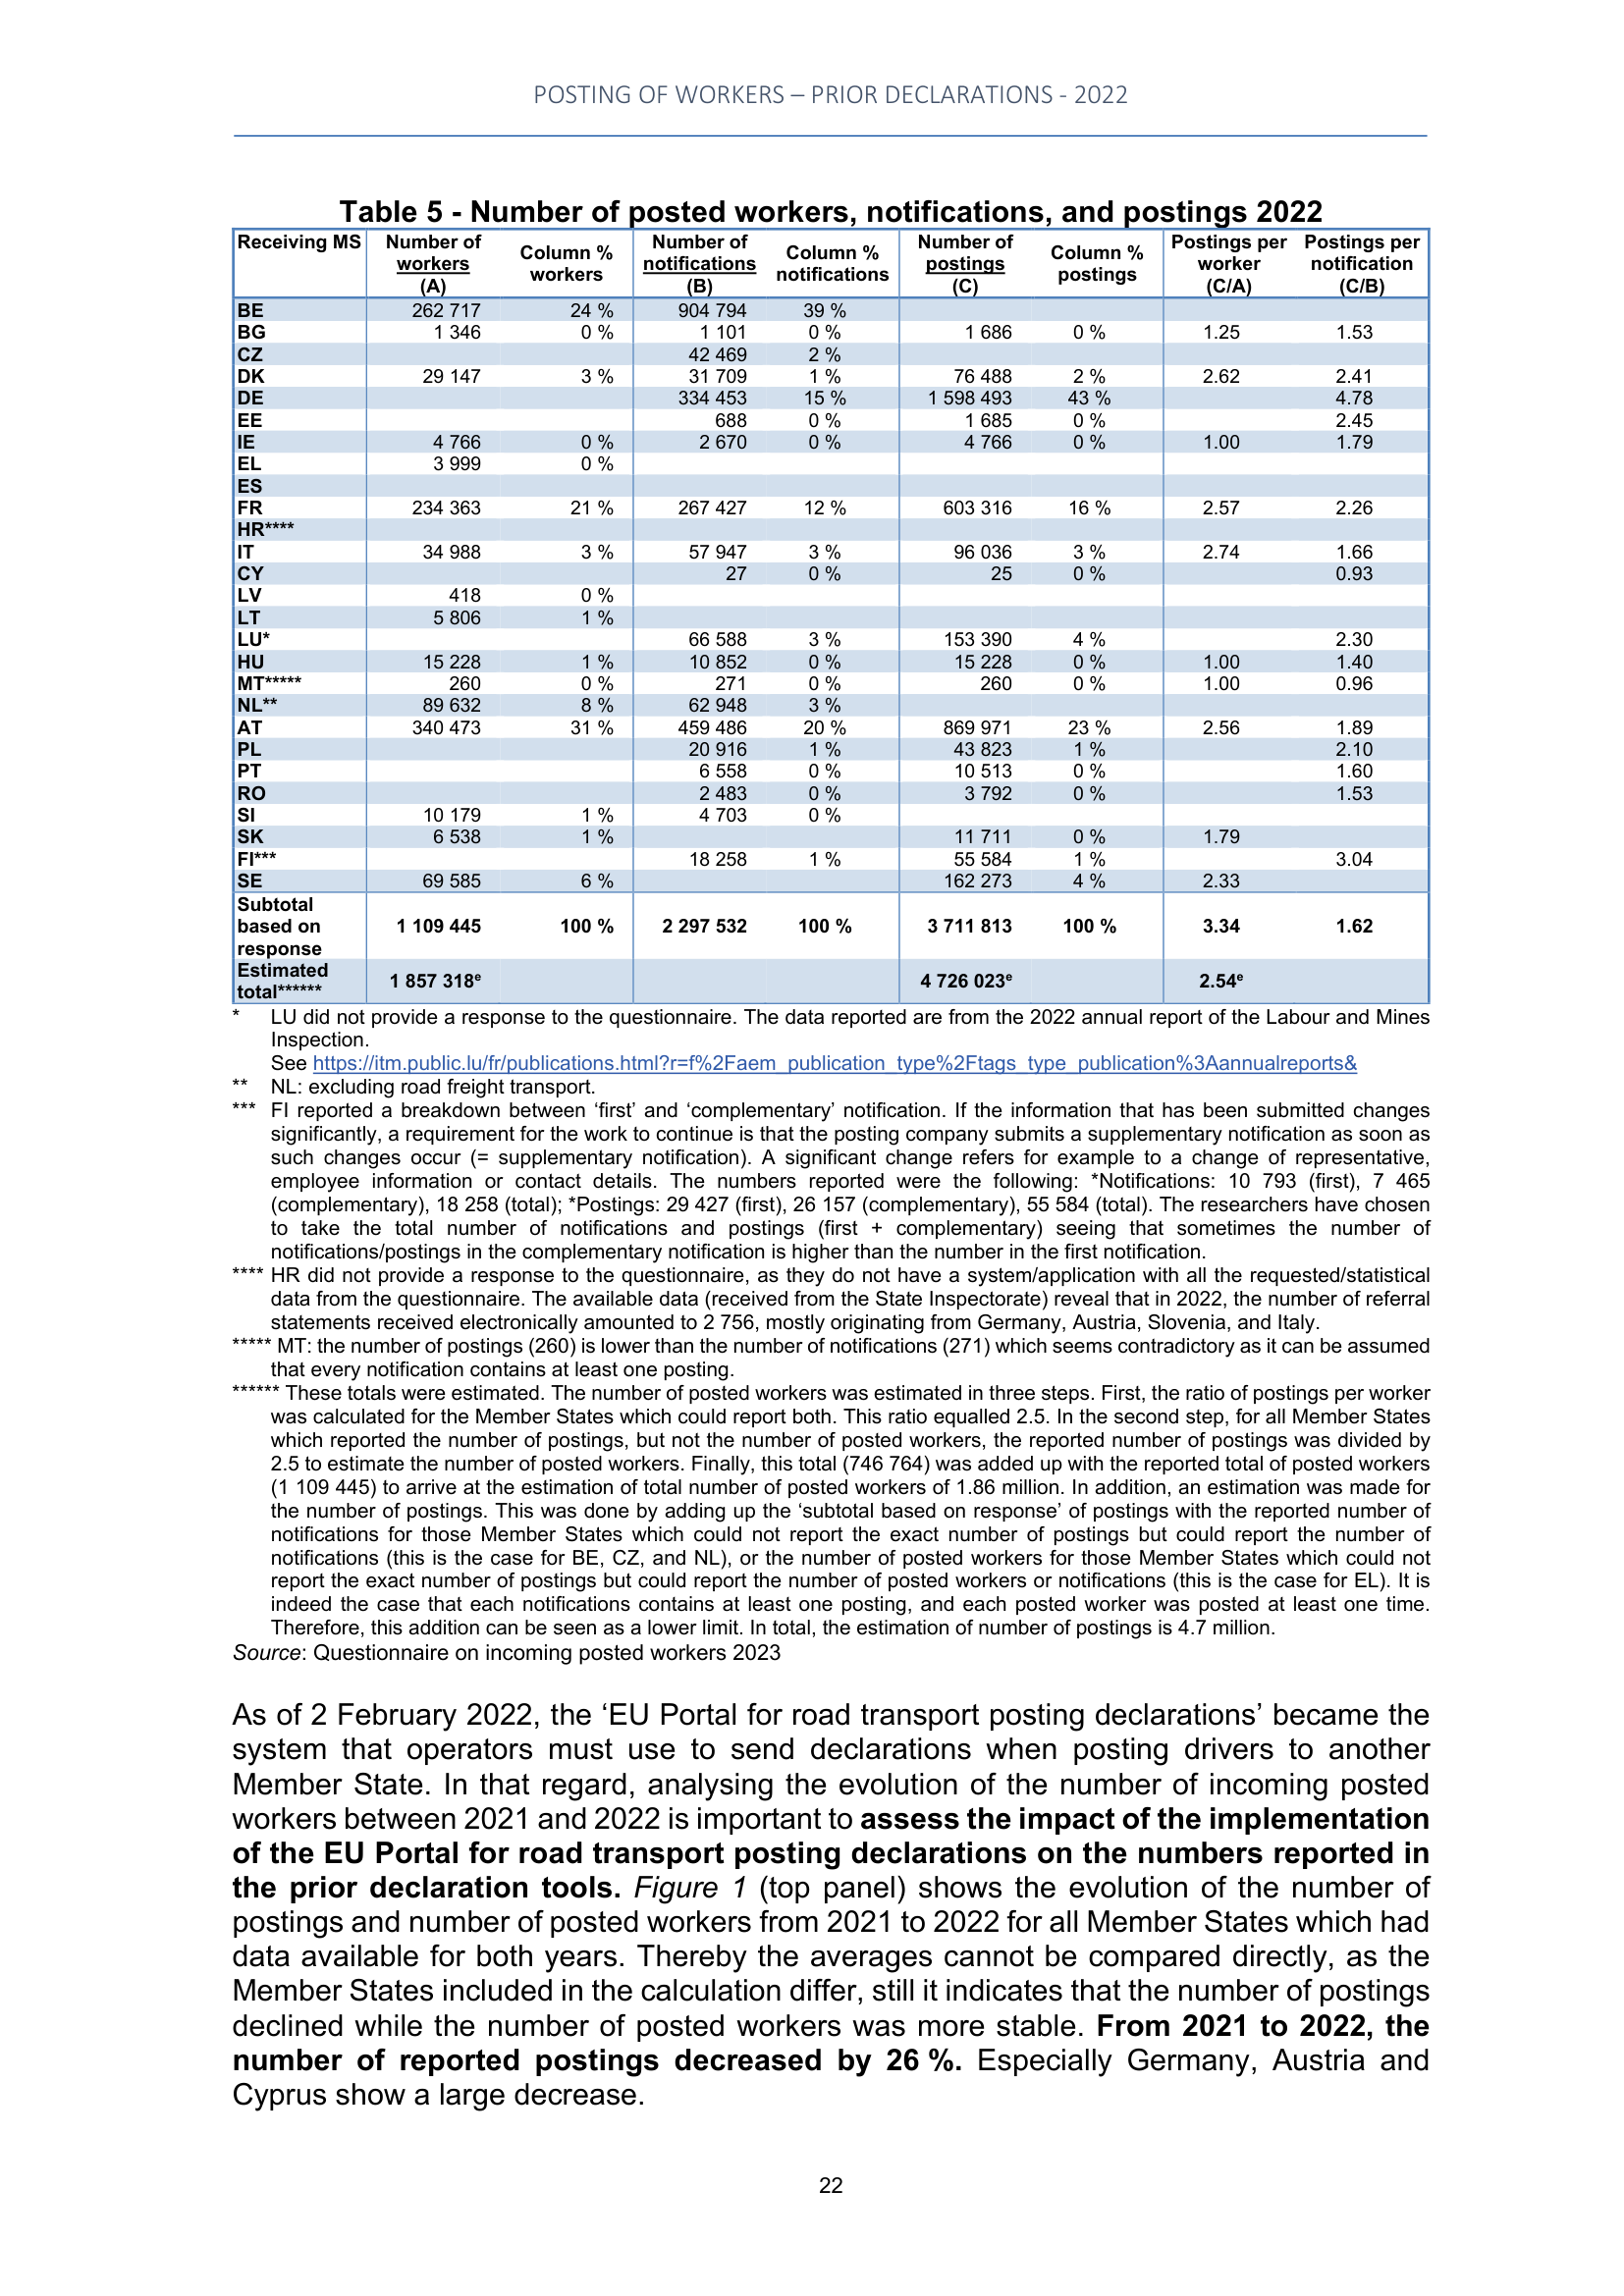 POSTING OF WORKERS – PRIOR DECLARATIONS - 2022
Table 5 - Number of posted workers, notifications, and postings 2022
Receiving MS Number of workers (A) Column % workers Number of notifications (B) Column % notifications Number of postings (C) Column % postings Postings per worker (C/A) Postings per notification (C/B)
BE 262 717 24 % 904 794 39 %
BG 1 346 0 % 1 101 0 % 1 686 0 % 1.25 1.53
CZ 42 469 2 %
DK 29 147 3 % 31 709 1 % 76 488 2 % 2.62 2.41
DE 334 453 15 % 1 598 493 43 % 4.78
EE 688 0 % 1 685 0 % 2.45
IE 4 766 0 % 2 670 0 % 4 766 0 % 1.00 1.79
EL 3 999 0 %
ES
FR 234 363 21 % 267 427 12 % 603 316 16 % 2.57 2.26
HR****
IT 34 988 3 % 57 947 3 % 96 036 3 % 2.74 1.66
CY 27 0 % 25 0 % 0.93
LV 418 0 %
LT 5 806 1 %
LU* 66 588 3 % 153 390 4 % 2.30
HU 15 228 1 % 10 852 0 % 15 228 0 % 1.00 1.40
MT***** 260 0 % 271 0 % 260 0 % 1.00 0.96
NL** 89 632 8 % 62 948 3 %
AT 340 473 31 % 459 486 20 % 869 971 23 % 2.56 1.89
PL 20 916 1 % 43 823 1 % 2.10
PT 6 558 0 % 10 513 0 % 1.60
RO 2 483 0 % 3 792 0 % 1.53
SI 10 179 1 % 4 703 0 %
SK 6 538 1 % 11 711 0 % 1.79
FI*** 18 258 1 % 55 584 1 % 3.04
SE 69 585 6 % 162 273 4 % 2.33
Subtotal based on response 1 109 445 100 % 2 297 532 100 % 3 711 813 100 % 3.34 1.62
Estimated total****** 1 857 318ᵉ 4 726 023ᵉ 2.54ᵉ
* LU did not provide a response to the questionnaire. The data reported are from the 2022 annual report of the Labour and Mines
Inspection.
See https://itm.public.lu/fr/publications.html?r=f%2Faem_publication_type%2Ftags_type_publication%3Aannualreports&
** NL: excluding road freight transport.
*** FI reported a breakdown between ‘first’ and ‘complementary’ notification. If the information that has been submitted changes
significantly, a requirement for the work to continue is that the posting company submits a supplementary notification as soon as
such changes occur (= supplementary notification). A significant change refers for example to a change of representative,
employee information or contact details. The numbers reported were the following: *Notifications: 10 793 (first), 7 465
(complementary), 18 258 (total); *Postings: 29 427 (first), 26 157 (complementary), 55 584 (total). The researchers have chosen
to take the total number of notifications and postings (first + complementary) seeing that sometimes the number of
notifications/postings in the complementary notification is higher than the number in the first notification.
**** HR did not provide a response to the questionnaire, as they do not have a system/application with all the requested/statistical
data from the questionnaire. The available data (received from the State Inspectorate) reveal that in 2022, the number of referral
statements received electronically amounted to 2 756, mostly originating from Germany, Austria, Slovenia, and Italy.
***** MT: the number of postings (260) is lower than the number of notifications (271) which seems contradictory as it can be assumed
that every notification contains at least one posting.
****** These totals were estimated. The number of posted workers was estimated in three steps. First, the ratio of postings per worker
was calculated for the Member States which could report both. This ratio equalled 2.5. In the second step, for all Member States
which reported the number of postings, but not the number of posted workers, the reported number of postings was divided by
2.5 to estimate the number of posted workers. Finally, this total (746 764) was added up with the reported total of posted workers
(1 109 445) to arrive at the estimation of total number of posted workers of 1.86 million. In addition, an estimation was made for
the number of postings. This was done by adding up the ‘subtotal based on response’ of postings with the reported number of
notifications for those Member States which could not report the exact number of postings but could report the number of
notifications (this is the case for BE, CZ, and NL), or the number of posted workers for those Member States which could not
report the exact number of postings but could report the number of posted workers or notifications (this is the case for EL). It is
indeed the case that each notifications contains at least one posting, and each posted worker was posted at least one time.
Therefore, this addition can be seen as a lower limit. In total, the estimation of number of postings is 4.7 million.
Source: Questionnaire on incoming posted workers 2023
As of 2 February 2022, the ‘EU Portal for road transport posting declarations’ became the
system that operators must use to send declarations when posting drivers to another
Member State. In that regard, analysing the evolution of the number of incoming posted
workers between 2021 and 2022 is important to assess the impact of the implementation
of the EU Portal for road transport posting declarations on the numbers reported in
the prior declaration tools. Figure 1 (top panel) shows the evolution of the number of
postings and number of posted workers from 2021 to 2022 for all Member States which had
data available for both years. Thereby the averages cannot be compared directly, as the
Member States included in the calculation differ, still it indicates that the number of postings
declined while the number of posted workers was more stable. From 2021 to 2022, the
number of reported postings decreased by 26 %. Especially Germany, Austria and
Cyprus show a large decrease.
22